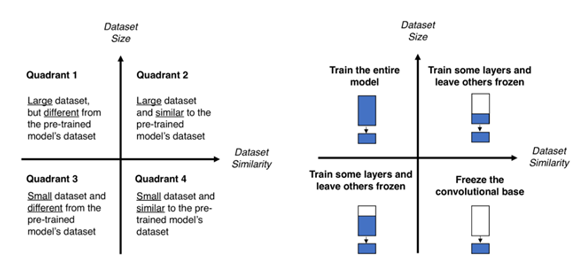 Dataset
Size
Quadrant 1
Large dataset,
but different from
the pre-trained
model's dataset
Quadrant 2
Large dataset
and similar to the
pre-trained
model's dataset
Dataset
Similarity
Quadrant 3
Small dataset and
different from the
pre-trained
model's dataset
Quadrant 4
Small dataset and
similar to the pre-
trained model's
dataset
Dataset
Size
Train the entire
model
Train some layers and
leave others frozen
Dataset
Similarity
Train some layers and
leave others frozen
Freeze the
convolutional base